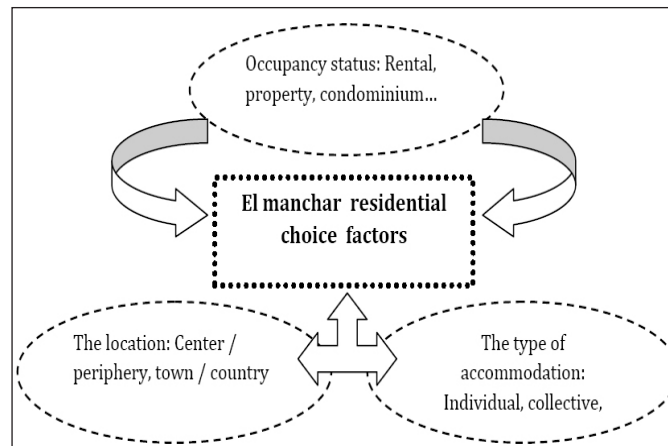 Occupancy status: Rental,
property, condominium...
El manchar residential
choice factors
The location: Center /
periphery, town / country
The type of
accommodation:
Individual, collective,